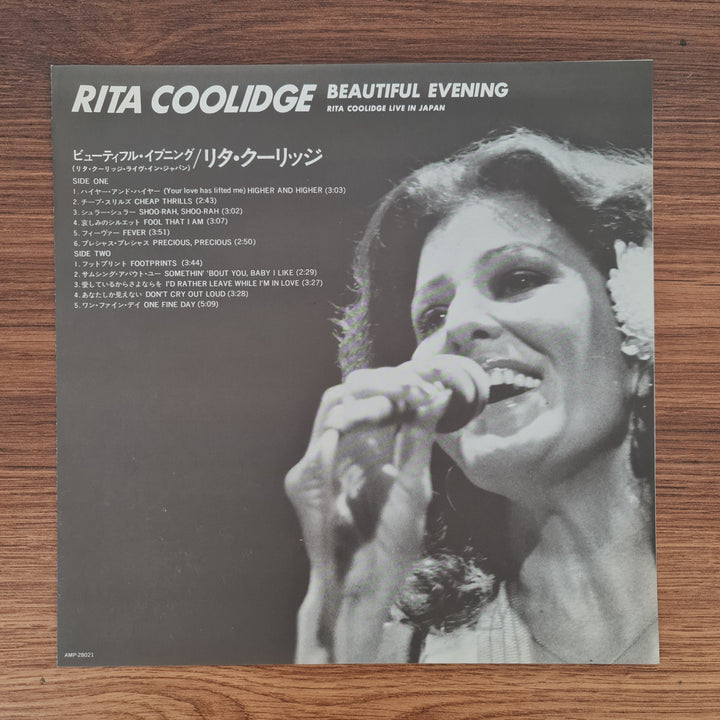 RITA COOLIDGE BEAUTIFUL EVENING
RITA COOLIDGE LIVE IN JAPAN
ビューティフル・イブニング/リタ・クーリッジ
(リタ・クーリッジ・ライヴ・イン・ジャパン)
SIDE ONE
1. ハイヤー・アンド・ハイヤー (Your love has lifted me) HIGHER AND HIGHER (3:03)
2. チープ・スリルズ CHEAP THRILLS (2:43)
3. シュラー・シュラー SHOO-RAH, SHOO-RAH (3:02)
4. 哀しみのシルエット FOOL THAT I AM (3:07)
5. フィーヴァー FEVER (3:51)
6. プレシャス・プレシャス PRECIOUS, PRECIOUS (2:50)
SIDE TWO
1. フットプリント FOOTPRINTS (3:44)
2. サムシング・アバウト・ユー SOMETHIN' 'BOUT YOU, BABY I LIKE (2:29)
3. 愛しているからさよならを I'D RATHER LEAVE WHILE I'M IN LOVE (3:27)
4. あなたしか見えない DON'T CRY OUT LOUD (3:28)
5. ワン・ファイン・デイ ONE FINE DAY (5:09)
AMP-28021